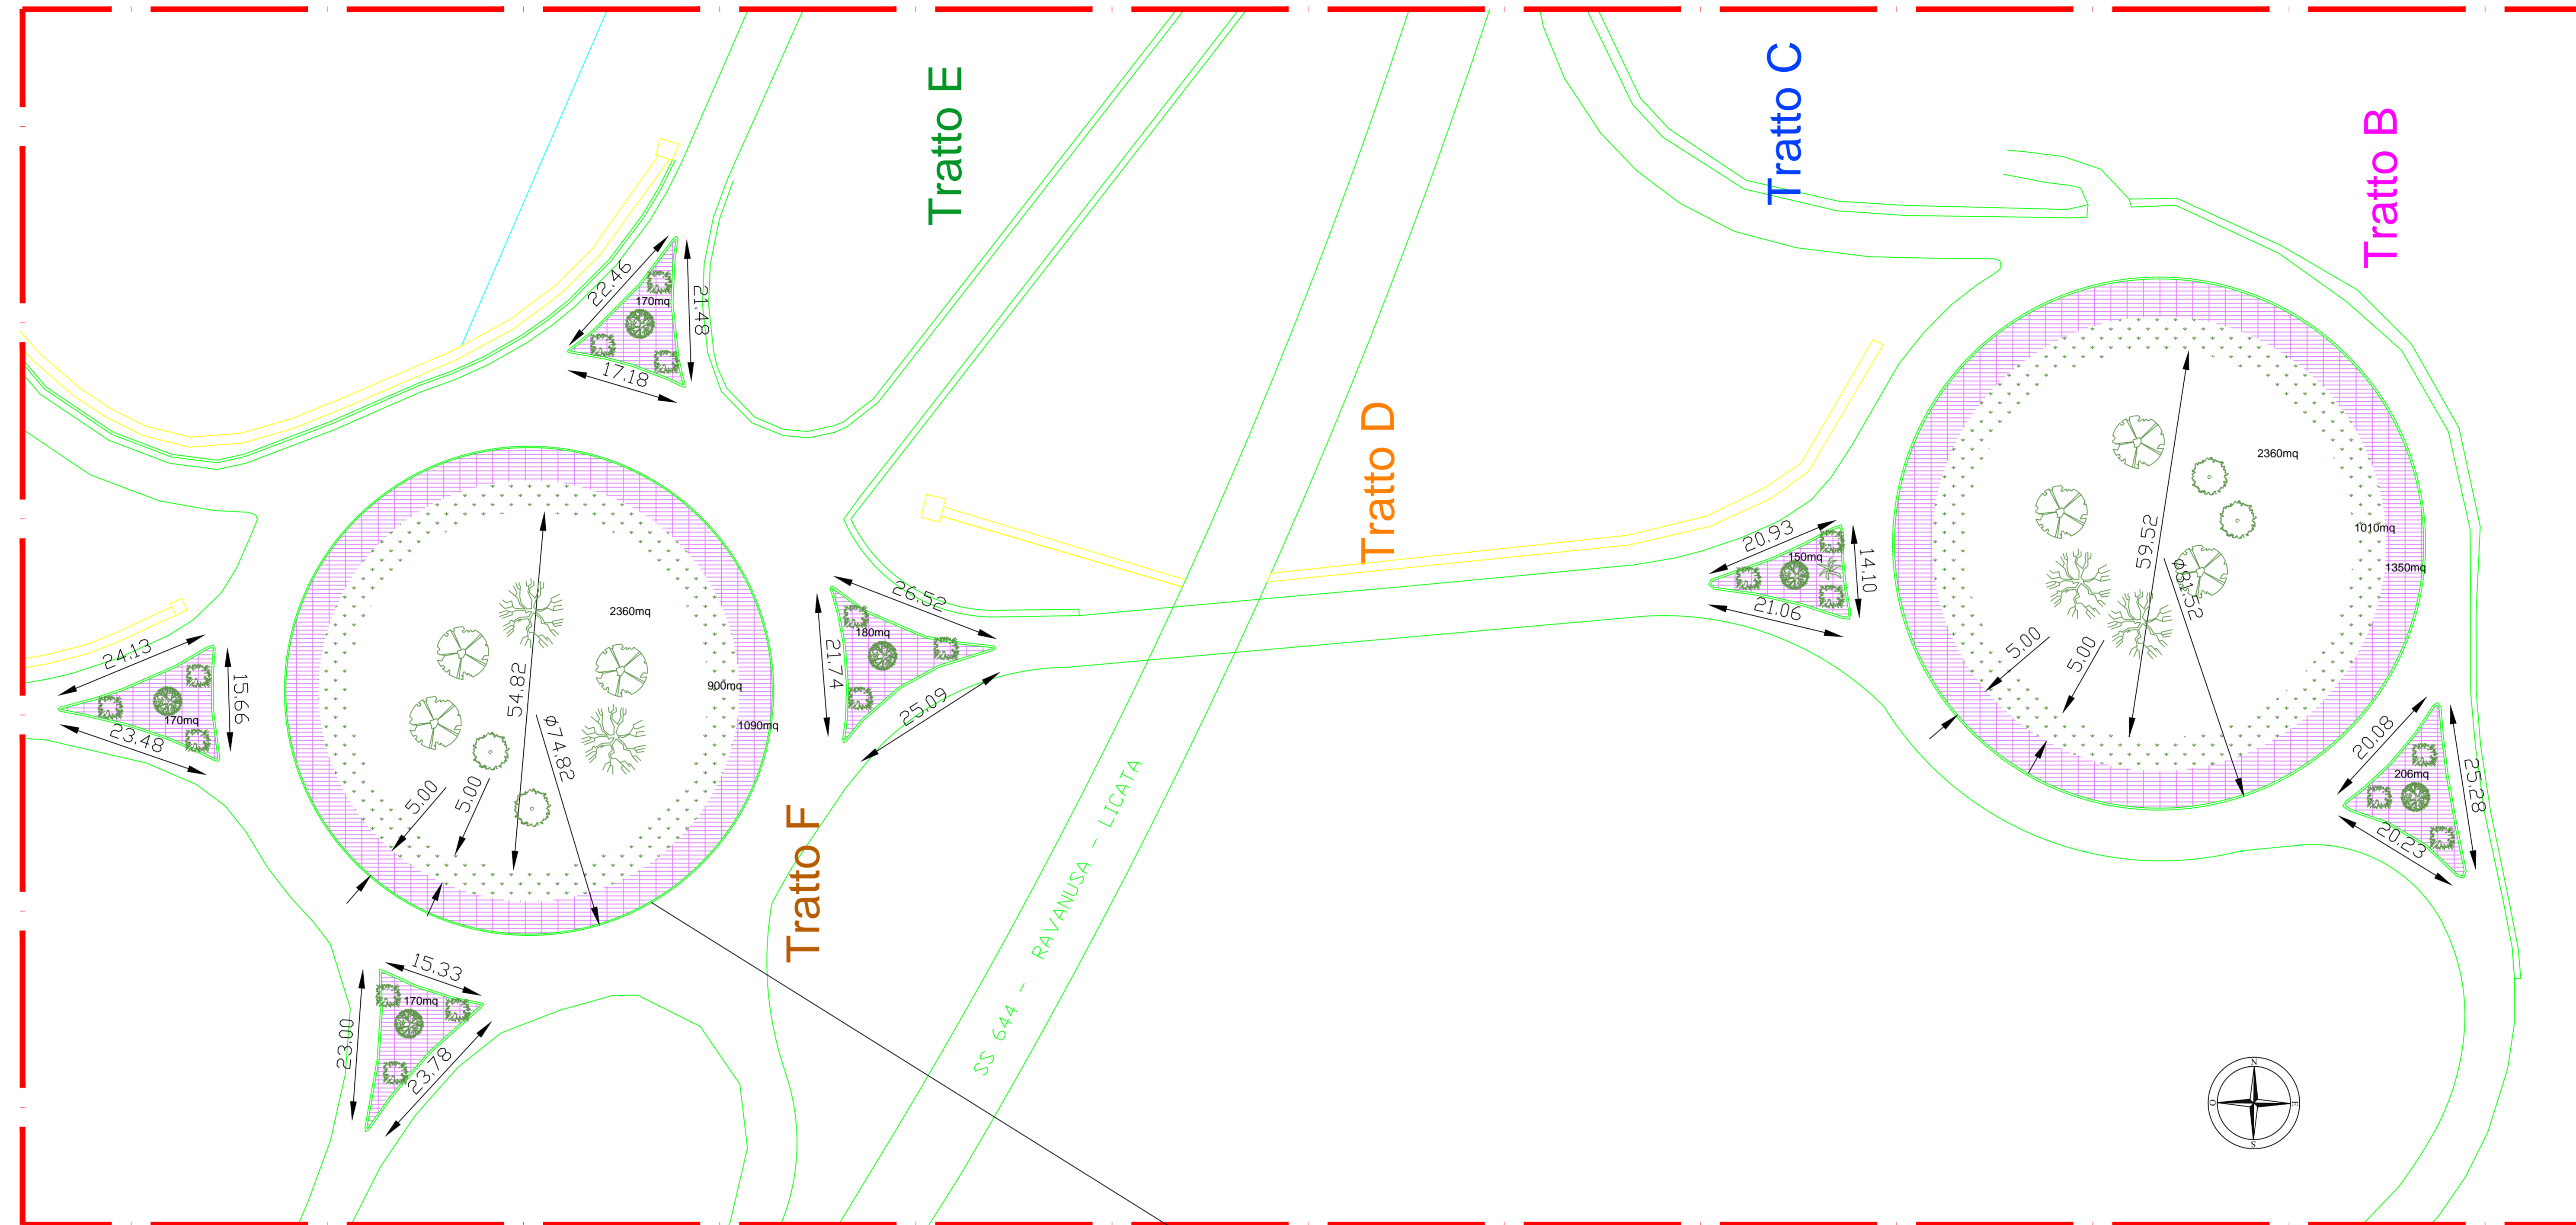 Tratto E
Tratto C
Tratto B
22.46
170mq
21.48
17.18
Tratto D
2360mq
59.52
1010mq
1350mq
ø81.52
5.00
5.00
20.93
150mq
14.10
21.06
26.52
180mq
21.74
25.09
2360mq
54.82
900mq
1090mq
ø74.82
5.00
5.00
24.13
15.66
170mq
23.48
20.08
206mq
25.28
20.23
Tratto F
SS 644 - RAVANUSA - LICATA
15.33
170mq
23.00
23.78
N
O
E
S